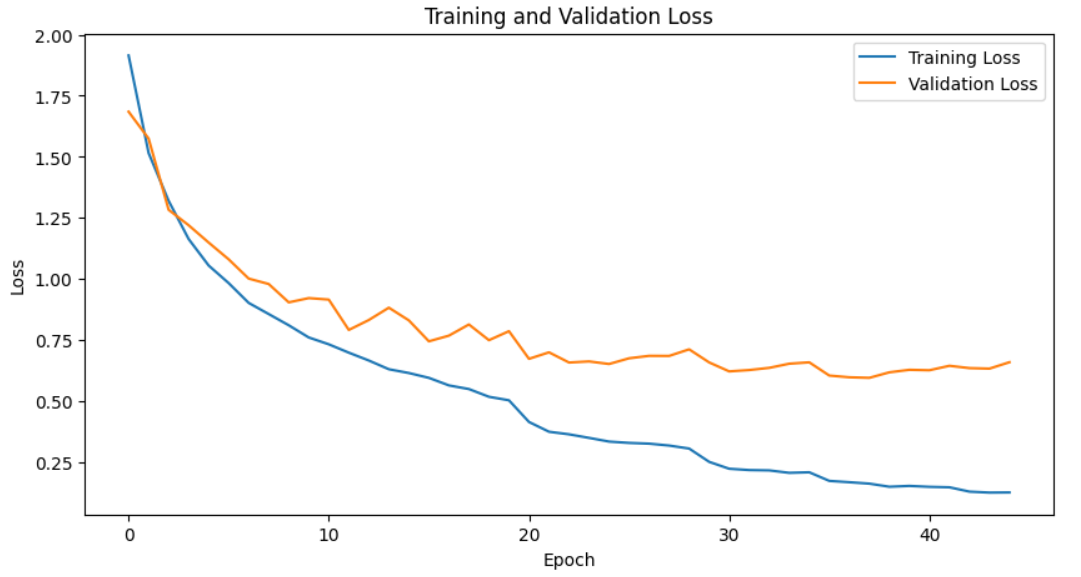 Training and Validation Loss
2.00
1.75
1.50
1.25
1.00
0.75
0.50
0.25
Loss
Training Loss
Validation Loss
0 10 20 30 40
Epoch